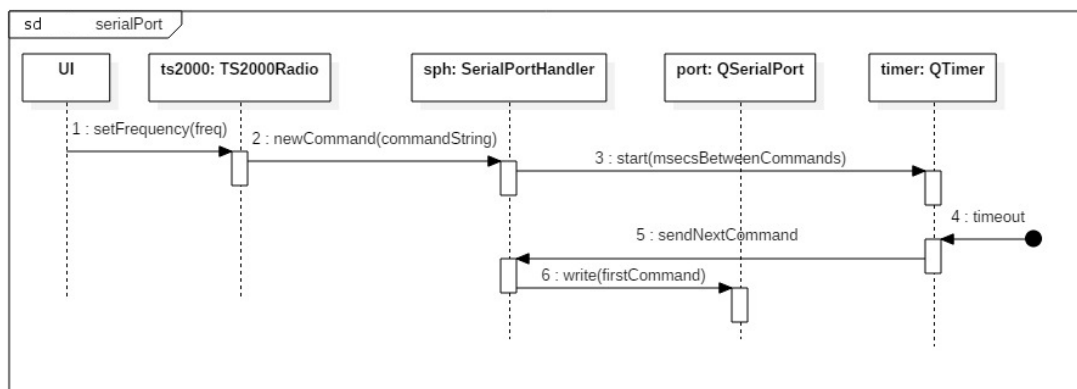 sd serialPort
UI
ts2000: TS2000Radio
sph: SerialPortHandler
port: QSerialPort
timer: QTimer
1 : setFrequency(freq)
2 : newCommand(commandString)
3 : start(msecsBetweenCommands)
4 : timeout
5 : sendNextCommand
6 : write(firstCommand)